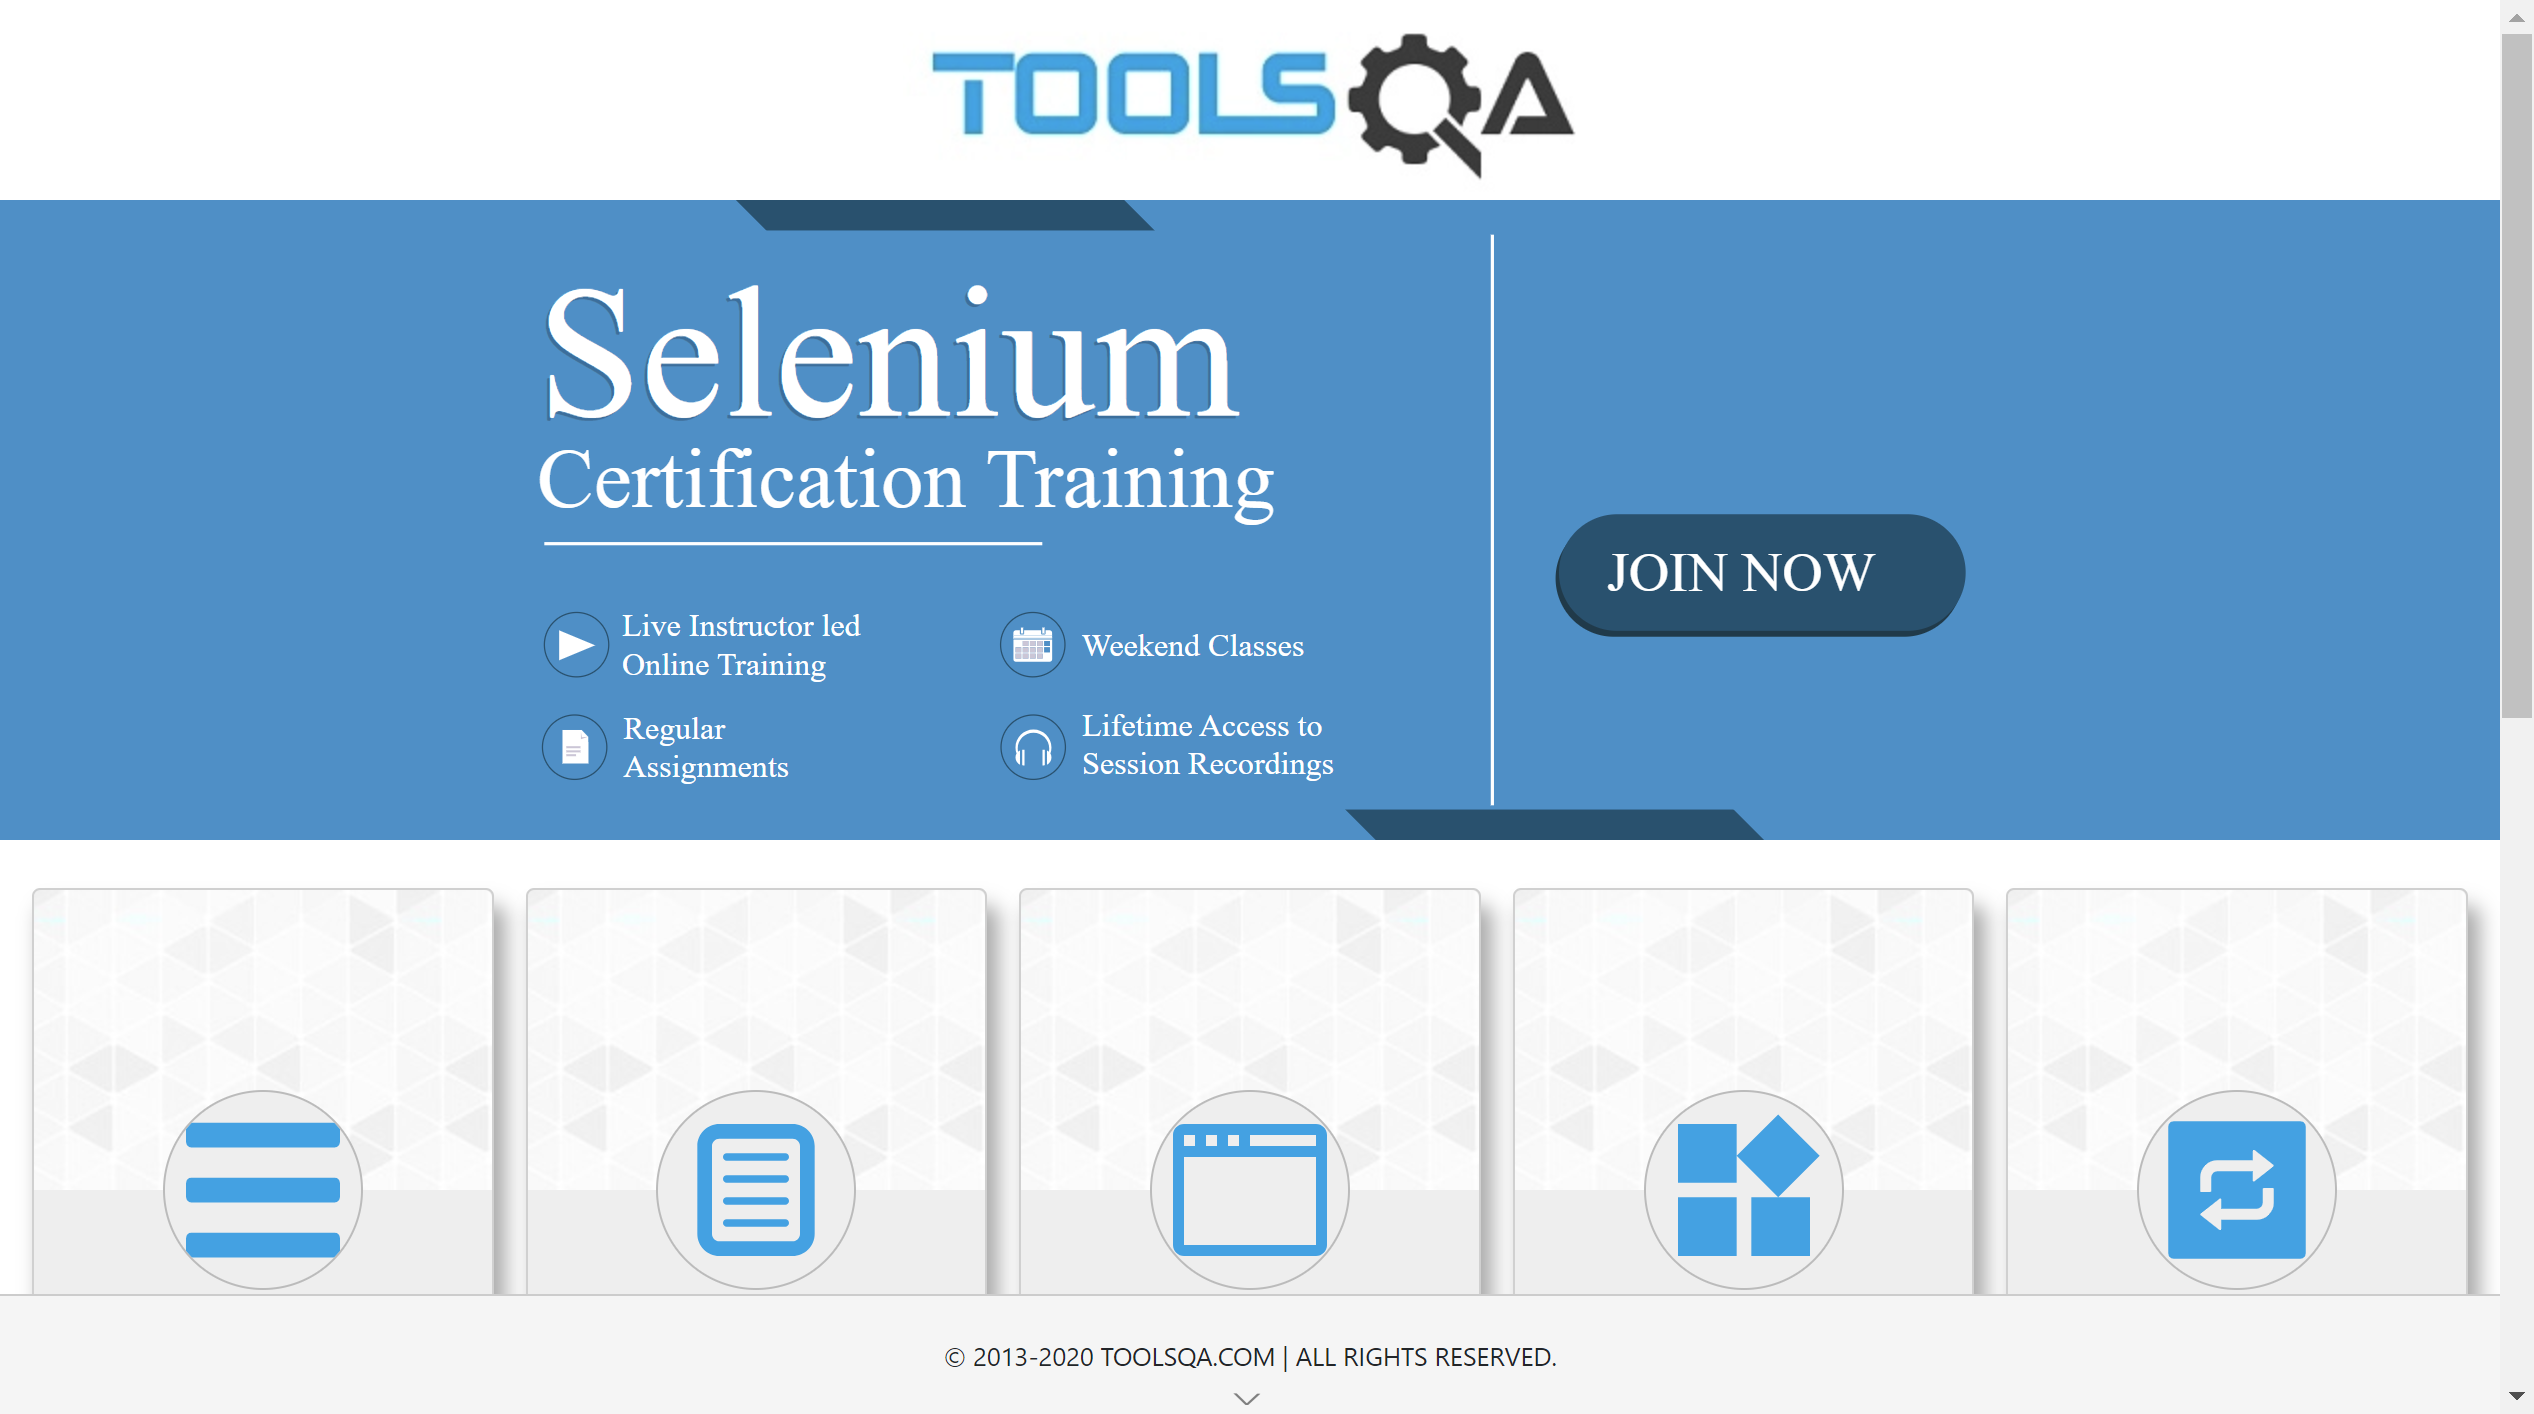 TOOLSQA
Selenium
Certification Training
JOIN NOW
Live Instructor led
Online Training
Weekend Classes
Regular
Assignments
Lifetime Access to
Session Recordings
© 2013-2020 TOOLSQA.COM | ALL RIGHTS RESERVED.